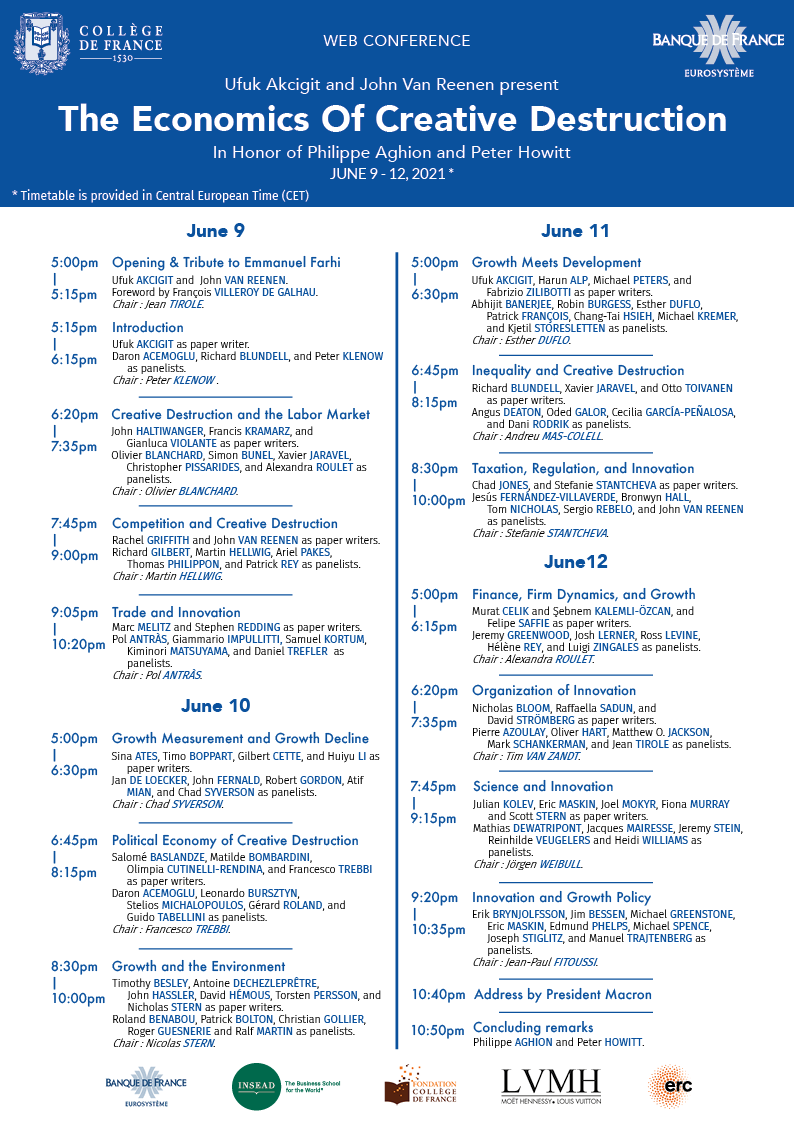 COLLÈGE
DE FRANCE
1530
WEB CONFERENCE
BANQUE DE FRANCE
EUROSYSTÈME
Ufuk Akcigit and John Van Reenen present
The Economics Of Creative Destruction
In Honor of Philippe Aghion and Peter Howitt
JUNE 9 - 12, 2021 *
* Timetable is provided in Central European Time (CET)
June 9
5:00pm
|
5:15pm
Opening & Tribute to Emmanuel Farhi
Ufuk AKCIGIT and John VAN REENEN.
Foreword by François VILLEROY DE GALHAU.
Chair : Jean TIROLE.
5:15pm
|
6:15pm
Introduction
Ufuk AKCIGIT as paper writer.
Daron ACEMOGLU, Richard BLUNDELL, and Peter KLENOW
as panelists.
Chair : Peter KLENOW .
6:20pm
|
7:35pm
Creative Destruction and the Labor Market
John HALTIWANGER, Francis KRAMARZ, and
Gianluca VIOLANTE as paper writers.
Olivier BLANCHARD, Simon BUNEL, Xavier JARAVEL,
Christopher PISSARIDES, and Alexandra ROULET as
panelists.
Chair : Olivier BLANCHARD.
7:45pm
|
9:00pm
Competition and Creative Destruction
Rachel GRIFFITH and John VAN REENEN as paper writers.
Richard GILBERT, Martin HELLWIG, Ariel PAKES,
Thomas PHILIPPON, and Patrick REY as panelists.
Chair : Martin HELLWIG.
9:05pm
|
10:20pm
Trade and Innovation
Marc MELITZ and Stephen REDDING as paper writers.
Pol ANTRÀS, Giammario IMPULLITTI, Samuel KORTUM,
Kiminori MATSUYAMA, and Daniel TREFLER as
panelists.
Chair : Pol ANTRÀS.
June 10
5:00pm
|
6:30pm
Growth Measurement and Growth Decline
Sina ATES, Timo BOPPART, Gilbert CETTE, and Huiyu LI as
paper writers.
Jan DE LOECKER, John FERNALD, Robert GORDON, Atif
MIAN, and Chad SYVERSON as panelists.
Chair : Chad SYVERSON.
6:45pm
|
8:15pm
Political Economy of Creative Destruction
Salomé BASLANDZE, Matilde BOMBARDINI,
Olimpia CUTINELLI-RENDINA, and Francesco TREBBI
as paper writers.
Daron ACEMOGLU, Leonardo BURSZTYN,
Stelios MICHALOPOULOS, Gérard ROLAND, and
Guido TABELLINI as panelists.
Chair : Francesco TREBBI.
8:30pm
|
10:00pm
Growth and the Environment
Timothy BESLEY, Antoine DECHEZLEPRÊTRE,
John HASSLER, David HÉMOUS, Torsten PERSSON, and
Nicholas STERN as paper writers.
Roland BENABOU, Patrick BOLTON, Christian GOLLIER,
Roger GUESNERIE and Ralf MARTIN as panelists.
Chair : Nicolas STERN.
June 11
5:00pm
|
6:30pm
Growth Meets Development
Ufuk AKCIGIT, Harun ALP, Michael PETERS, and
Fabrizio ZILIBOTTI as paper writers.
Abhijit BANERJEE, Robin BURGESS, Esther DUFLO,
Patrick FRANÇOIS, Chang-Tai HSIEH, Michael KREMER,
and Kjetil STORESLETTEN as panelists.
Chair : Esther DUFLO.
6:45pm
|
8:15pm
Inequality and Creative Destruction
Richard BLUNDELL, Xavier JARAVEL, and Otto TOIVANEN
as paper writers.
Angus DEATON, Oded GALOR, Cecilia GARCÍA-PEÑALOSA,
and Dani RODRIK as panelists.
Chair : Andreu MAS-COLELL.
8:30pm
|
10:00pm
Taxation, Regulation, and Innovation
Chad JONES, and Stefanie STANTCHEVA as paper writers.
Jesús FERNÁNDEZ-VILLAVERDE, Bronwyn HALL,
Tom NICHOLAS, Sergio REBELO, and John VAN REENEN
as panelists.
Chair : Stefanie STANTCHEVA.
June12
5:00pm
|
6:15pm
Finance, Firm Dynamics, and Growth
Murat CELIK and Şebnem KALEMLI-ÖZCAN, and
Felipe SAFFIE as paper writers.
Jeremy GREENWOOD, Josh LERNER, Ross LEVINE,
Hélène REY, and Luigi ZINGALES as panelists.
Chair : Alexandra ROULET.
6:20pm
|
7:35pm
Organization of Innovation
Nicholas BLOOM, Raffaella SADUN, and
David STRÖMBERG as paper writers.
Pierre AZOULAY, Oliver HART, Matthew O. JACKSON,
Mark SCHANKERMAN, and Jean TIROLE as panelists.
Chair : Tim VAN ZANDT.
7:45pm
|
9:15pm
Science and Innovation
Julian KOLEV, Eric MASKIN, Joel MOKYR, Fiona MURRAY
and Scott STERN as paper writers.
Mathias DEWATRIPONT, Jacques MAIRESSE, Jeremy STEIN,
Reinhilde VEUGELERS and Heidi WILLIAMS as
panelists.
Chair : Jörgen WEIBULL.
9:20pm
|
10:35pm
Innovation and Growth Policy
Erik BRYNJOLFSSON, Jim BESSEN, Michael GREENSTONE,
Eric MASKIN, Edmund PHELPS, Michael SPENCE,
Joseph STIGLITZ, and Manuel TRAJTENBERG as
panelists.
Chair : Jean-Paul FITOUSSI.
10:40pm Address by President Macron
10:50pm Concluding remarks
Philippe AGHION and Peter HOWITT.
BANQUE DE FRANCE
EUROSYSTÈME
INSEAD
The Business School
for the World®
FONDATION
COLLÈGE
DE FRANCE
LVMH
MOËT HENNESSY • LOUIS VUITTON
erc